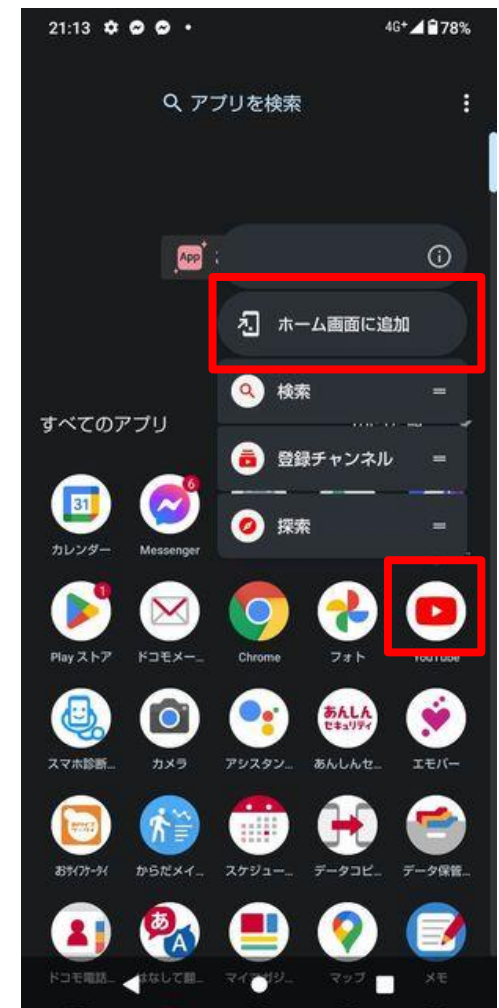 21:13
4G+ 78%
アプリを検索
App
ホーム画面に追加
検索
すべてのアプリ
登録チャンネル
31
6
探索
カレンダー Messenger
1
Play ストア ドコモメー... Chrome フォト YouTube
あんしん
セキュリティ
スマホ診断... カメラ アシスタン... あんしんセ... エモパー
おサイフケータイ からだメイ... スケジュー... データコピ... データ保管...
あ A
ドコモ電話... はなして翻... マイマガジ... マップ メモ